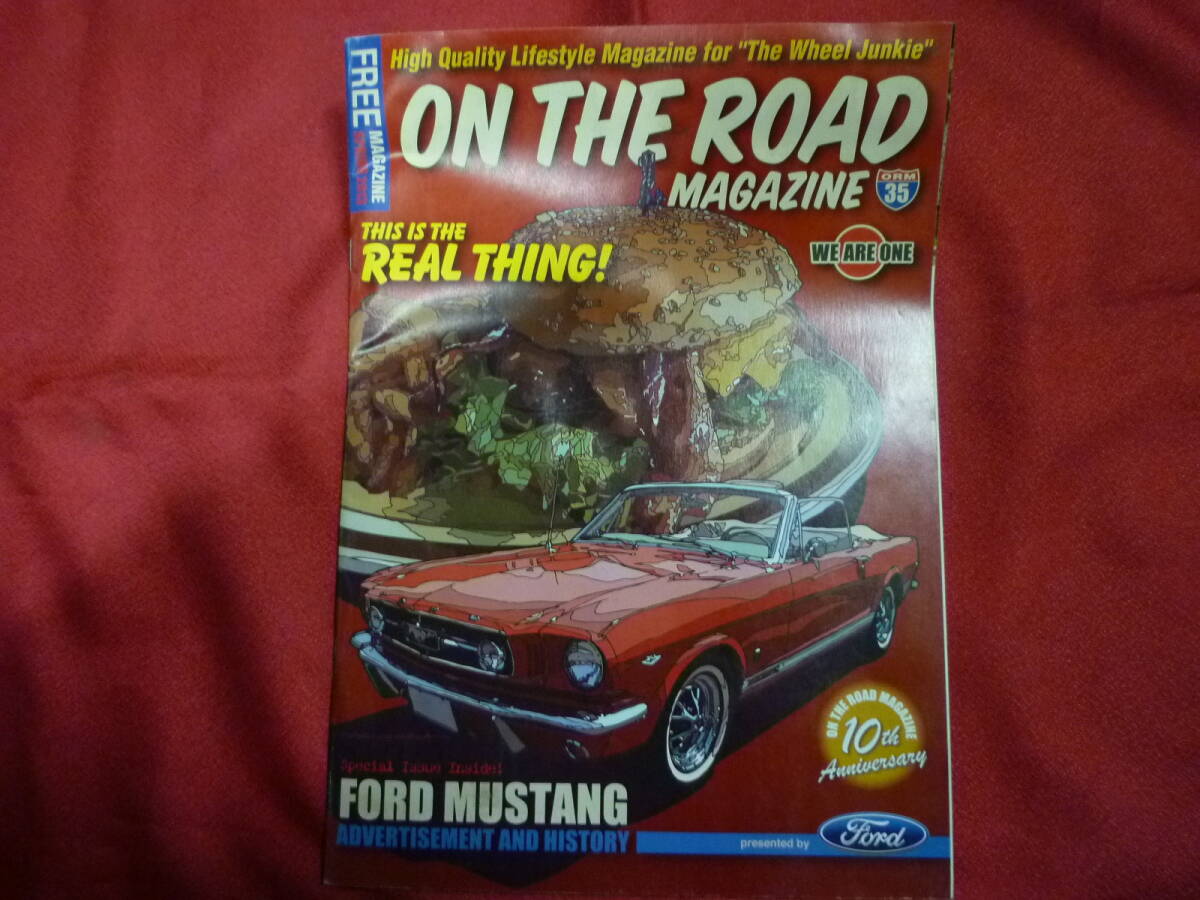 High Quality Lifestyle Magazine for "The Wheel Junkie"
FREE
MAGAZINE
ON THE ROAD
MAGAZINE
ORM
35
THIS IS THE
REAL THING!
WE ARE ONE
ON THE ROAD MAGAZINE
10th
Anniversary
Special Issue Inside!
FORD MUSTANG
ADVERTISEMENT AND HISTORY
presented by
Ford